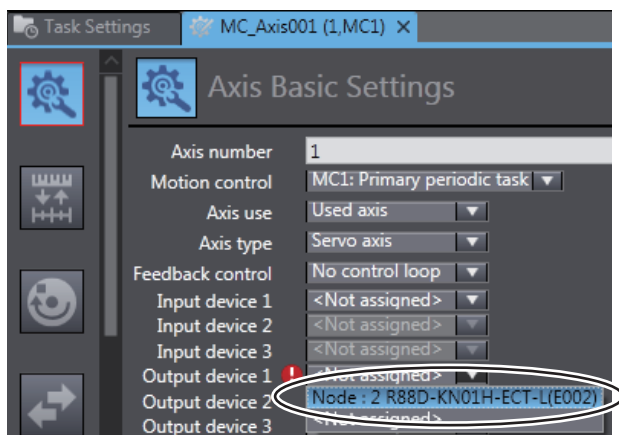 Task Settings MC_Axis001 (1,MC1) ×
Axis Basic Settings
Axis number 1
Motion control MC1: Primary periodic task
Axis use Used axis
Axis type Servo axis
Feedback control No control loop
Input device 1 <Not assigned>
Input device 2 <Not assigned>
Input device 3 <Not assigned>
Output device 1 <Not assigned>
Output device 2 Node : 2 R88D-KN01H-ECT-L(E002)
Output device 3 <Not assigned>